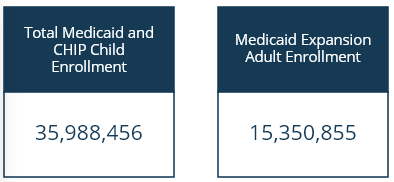 Total Medicaid and
CHIP Child
Enrollment
35,988,456
Medicaid Expansion
Adult Enrollment
15,350,855